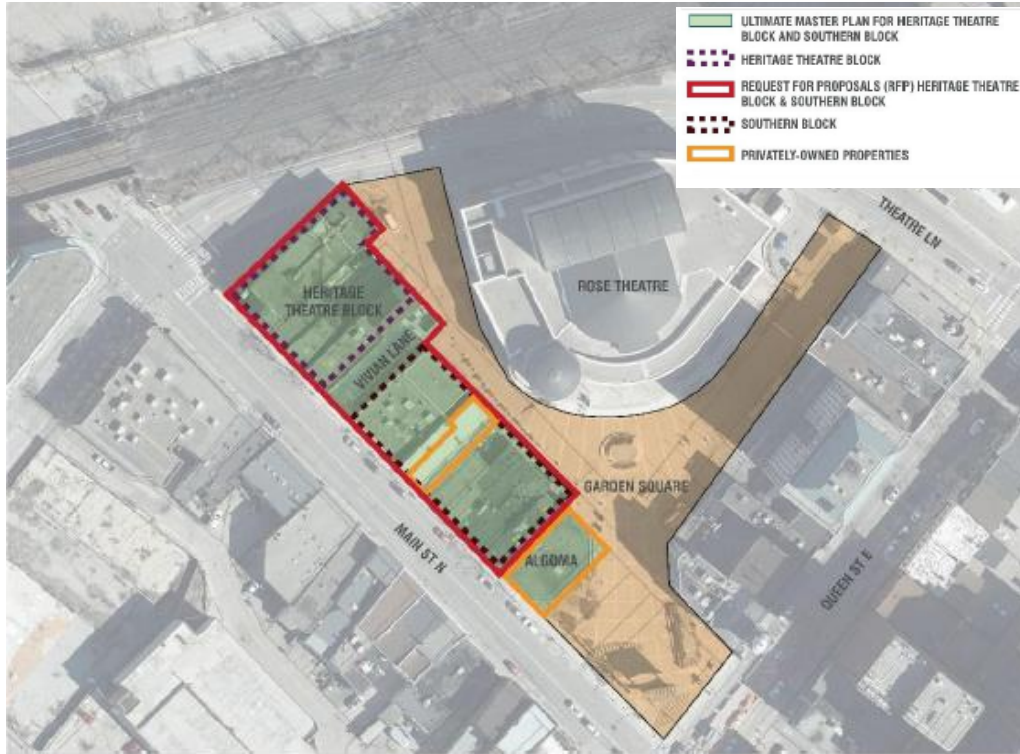 ULTIMATE MASTER PLAN FOR HERITAGE THEATRE
BLOCK AND SOUTHERN BLOCK
HERITAGE THEATRE BLOCK
REQUEST FOR PROPOSALS (RFP) HERITAGE THEATRE
BLOCK & SOUTHERN BLOCK
SOUTHERN BLOCK
PRIVATELY-OWNED PROPERTIES
THEATRE LN
ROSE THEATRE
HERITAGE
THEATRE BLOCK
VIVIAN LANE
GARDEN SQUARE
MAIN ST N
ALGOMA
QUEEN ST E